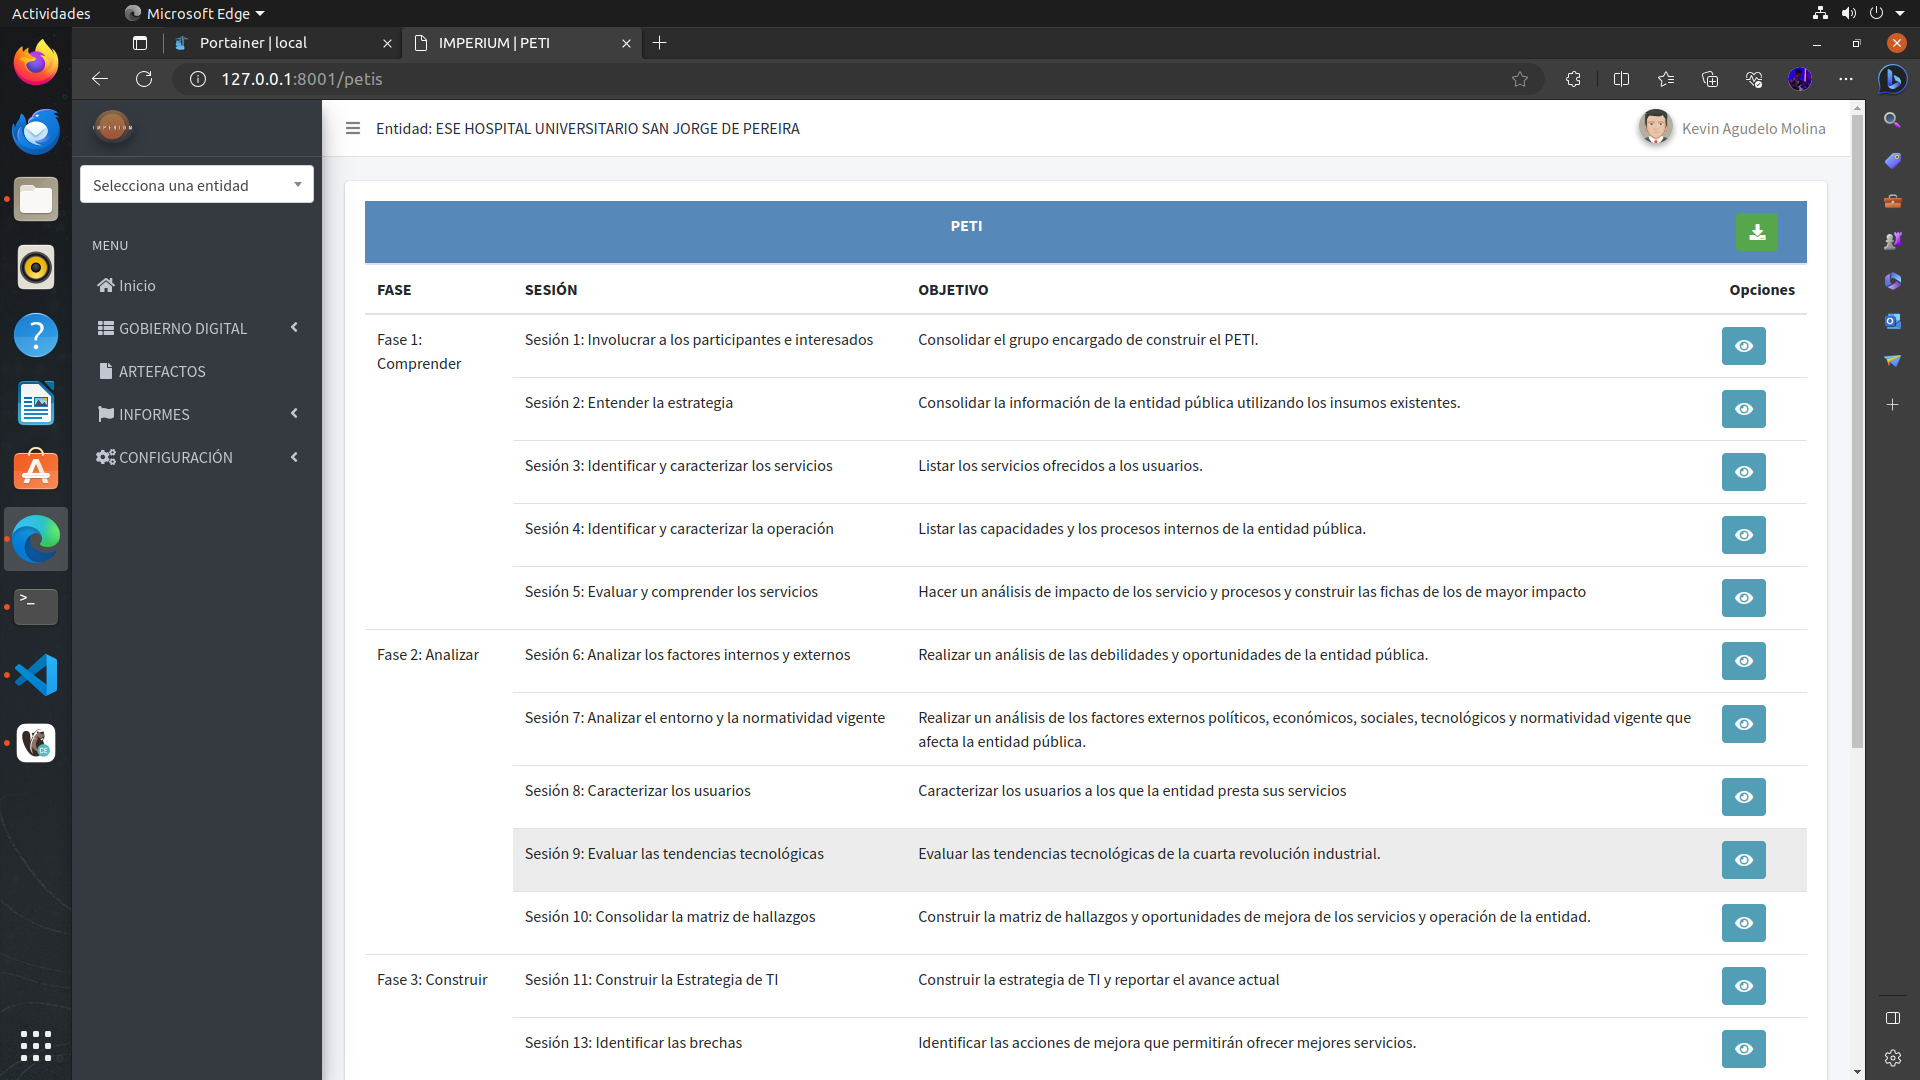 Actividades
Microsoft Edge
Portainer | local
IMPERIUM | PETI
127.0.0.1:8001/petis
IMPERIUM
Entidad: ESE HOSPITAL UNIVERSITARIO SAN JORGE DE PEREIRA
Kevin Agudelo Molina
Selecciona una entidad
MENU
Inicio
GOBIERNO DIGITAL
ARTEFACTOS
INFORMES
CONFIGURACIÓN
PETI
FASE SESIÓN OBJETIVO Opciones
Fase 1: Comprender
Sesión 1: Involucrar a los participantes e interesados Consolidar el grupo encargado de construir el PETI.
Sesión 2: Entender la estrategia Consolidar la información de la entidad pública utilizando los insumos existentes.
Sesión 3: Identificar y caracterizar los servicios Listar los servicios ofrecidos a los usuarios.
Sesión 4: Identificar y caracterizar la operación Listar las capacidades y los procesos internos de la entidad pública.
Sesión 5: Evaluar y comprender los servicios Hacer un análisis de impacto de los servicio y procesos y construir las fichas de los de mayor impacto
Fase 2: Analizar
Sesión 6: Analizar los factores internos y externos Realizar un análisis de las debilidades y oportunidades de la entidad pública.
Sesión 7: Analizar el entorno y la normatividad vigente Realizar un análisis de los factores externos políticos, económicos, sociales, tecnológicos y normatividad vigente que
afecta la entidad pública.
Sesión 8: Caracterizar los usuarios Caracterizar los usuarios a los que la entidad presta sus servicios
Sesión 9: Evaluar las tendencias tecnológicas Evaluar las tendencias tecnológicas de la cuarta revolución industrial.
Sesión 10: Consolidar la matriz de hallazgos Construir la matriz de hallazgos y oportunidades de mejora de los servicios y operación de la entidad.
Fase 3: Construir
Sesión 11: Construir la Estrategia de TI Construir la estrategia de TI y reportar el avance actual
Sesión 13: Identificar las brechas Identificar las acciones de mejora que permitirán ofrecer mejores servicios.